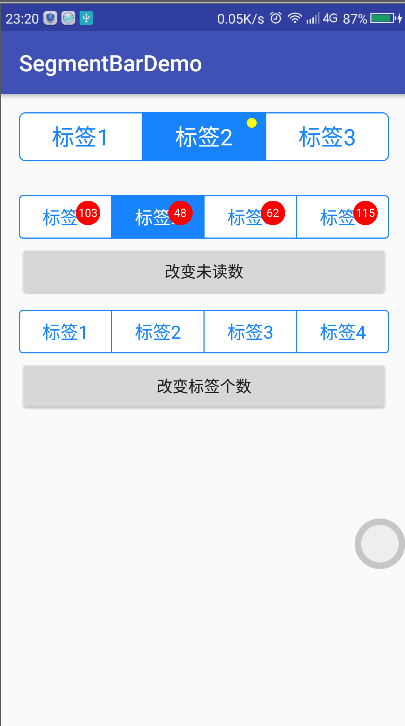 23:20 0.05K/s 4G 87%
SegmentBarDemo
标签1 标签2 标签3
标签 103 标签 48 标签 62 标签 115
改变未读数
标签1 标签2 标签3 标签4
改变标签个数